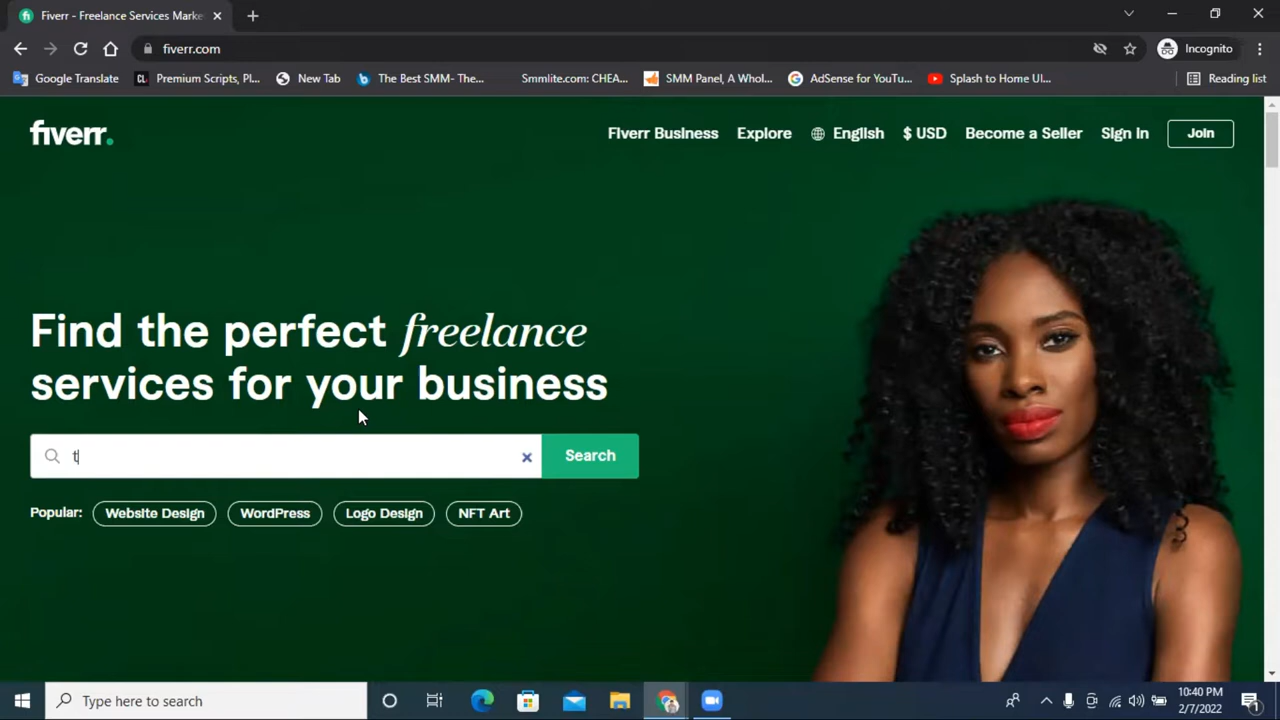 Fiverr - Freelance Services Marke
fiverr.com
Incognito
Google Translate
CL Premium Scripts, Pl...
New Tab
b The Best SMM- The...
Smmlite.com: CHEA...
SMM Panel, A Whol...
G AdSense for YouTu...
Splash to Home UI...
Reading list
fiverr.
Fiverr Business
Explore
English
$ USD
Become a Seller
Sign In
Join
Find the perfect freelance
services for your business
t
Search
Popular:
Website Design
WordPress
Logo Design
NFT Art
Type here to search
10:40 PM
2/7/2022
1